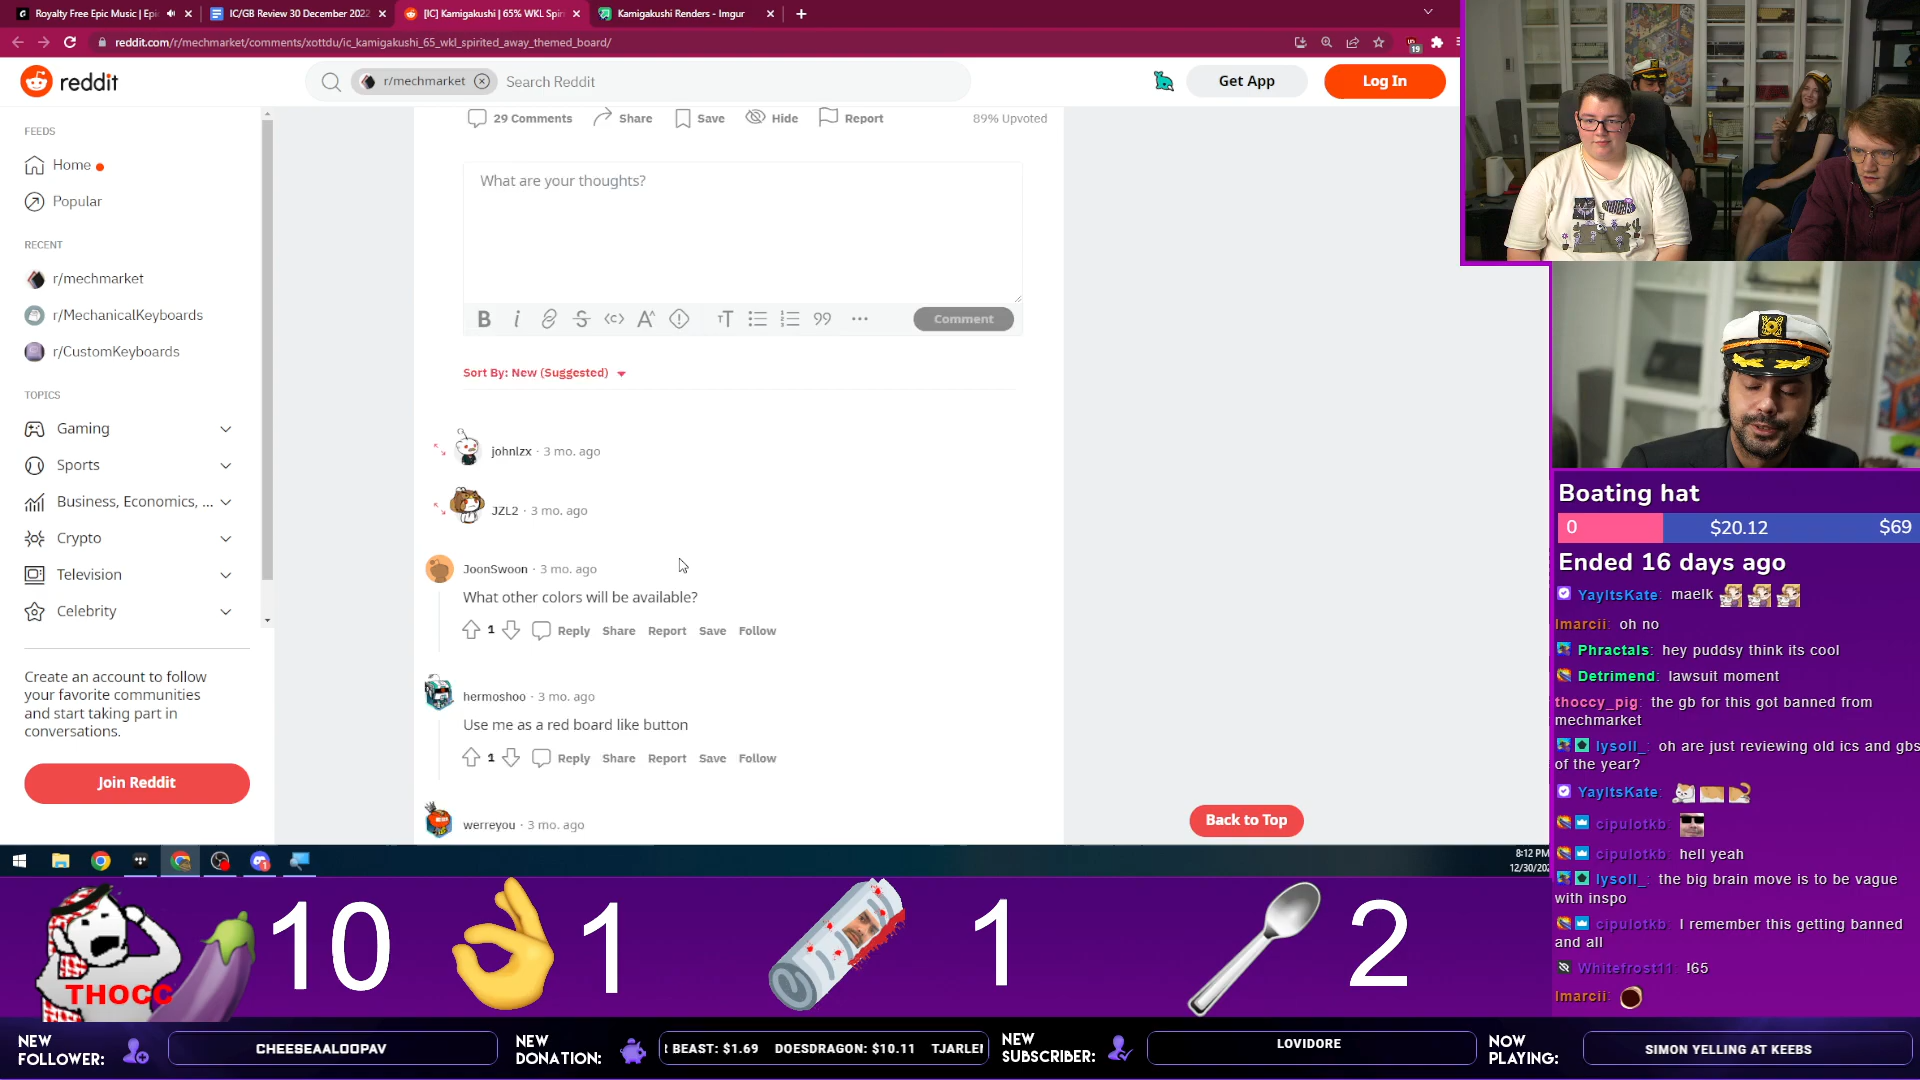 Royalty Free Epic Music | Epi
IC/GB Review 30 December 2022
[IC] Kamigakushi | 65% WKL Spir
Kamigakushi Renders - Imgur
reddit.com/r/mechmarket/comments/xottdu/ic_kamigakushi_65_wkl_spirited_away_themed_board/
19
reddit
r/mechmarket
Search Reddit
Get App
Log In
FEEDS
Home
Popular
RECENT
r/mechmarket
r/MechanicalKeyboards
r/CustomKeyboards
TOPICS
Gaming
Sports
Business, Economics, ...
Crypto
Television
Celebrity
Create an account to follow
your favorite communities
and start taking part in
conversations.
Join Reddit
29 Comments
Share
Save
Hide
Report
89% Upvoted
What are your thoughts?
Comment
Sort By: New (Suggested)
johnlzx · 3 mo. ago
JZL2 · 3 mo. ago
JoonSwoon · 3 mo. ago
What other colors will be available?
1 Reply Share Report Save Follow
hermoshoo · 3 mo. ago
Use me as a red board like button
1 Reply Share Report Save Follow
werreyou · 3 mo. ago
Back to Top
8:12 PM
12/30/202
Boating hat
0 $20.12 $69
Ended 16 days ago
YayItsKate: maelk
lmarcii: oh no
Phractals: hey puddsy think its cool
Detrimend: lawsuit moment
thoccy_pig: the gb for this got banned from
mechmarket
lysoll_: oh are just reviewing old ics and gbs
of the year?
YayItsKate:
cipulotkb:
cipulotkb: hell yeah
lysoll_: the big brain move is to be vague
with inspo
cipulotkb: I remember this getting banned
and all
Whitefrost11: !65
lmarcii:
THOCC
10
1
1
2
NEW
FOLLOWER:
CHEESEAALOOPAV
NEW
DONATION:
BEAST: $1.69 DOESDRAGON: $10.11 TJARLEI
NEW
SUBSCRIBER:
LOVIDORE
NOW
PLAYING:
SIMON YELLING AT KEEBS